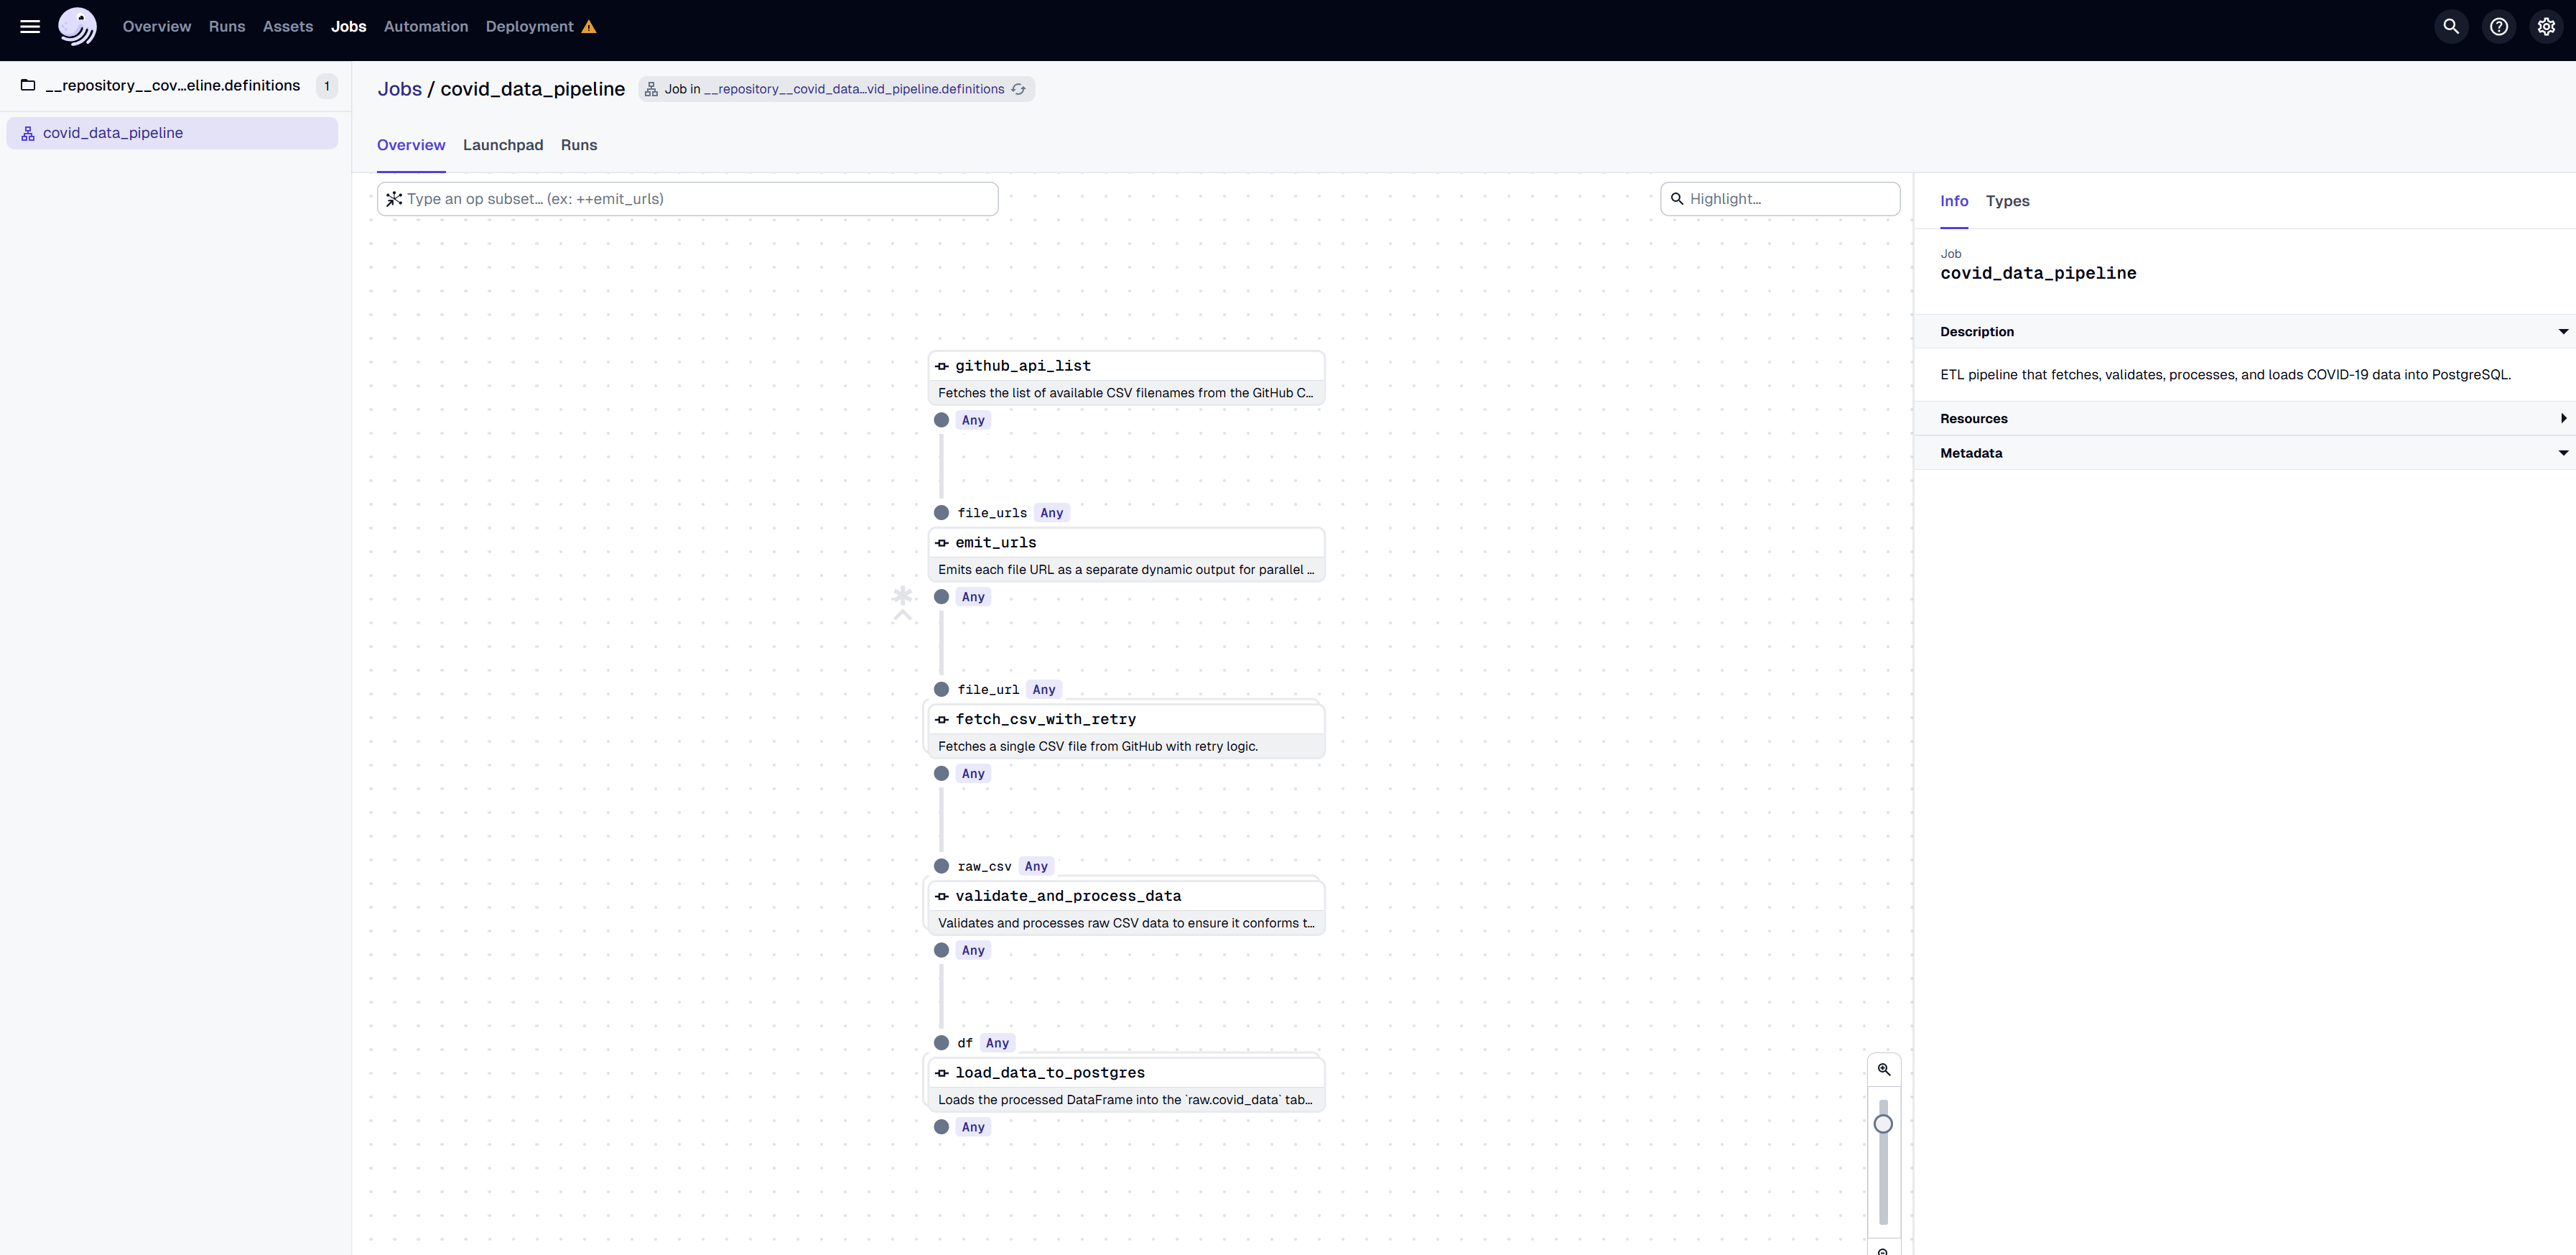 Overview Runs Assets Jobs Automation Deployment
__repository__cov...eline.definitions 1
covid_data_pipeline
Jobs / covid_data_pipeline Job in __repository__covid_data...vid_pipeline.definitions
Overview Launchpad Runs
Type an op subset… (ex: ++emit_urls)
Highlight…
github_api_list
Fetches the list of available CSV filenames from the GitHub C...
Any
file_urls Any
emit_urls
Emits each file URL as a separate dynamic output for parallel ...
Any
file_url Any
fetch_csv_with_retry
Fetches a single CSV file from GitHub with retry logic.
Any
raw_csv Any
validate_and_process_data
Validates and processes raw CSV data to ensure it conforms t...
Any
df Any
load_data_to_postgres
Loads the processed DataFrame into the `raw.covid_data` tab...
Any
Info Types
Job
covid_data_pipeline
Description
ETL pipeline that fetches, validates, processes, and loads COVID-19 data into PostgreSQL.
Resources
Metadata